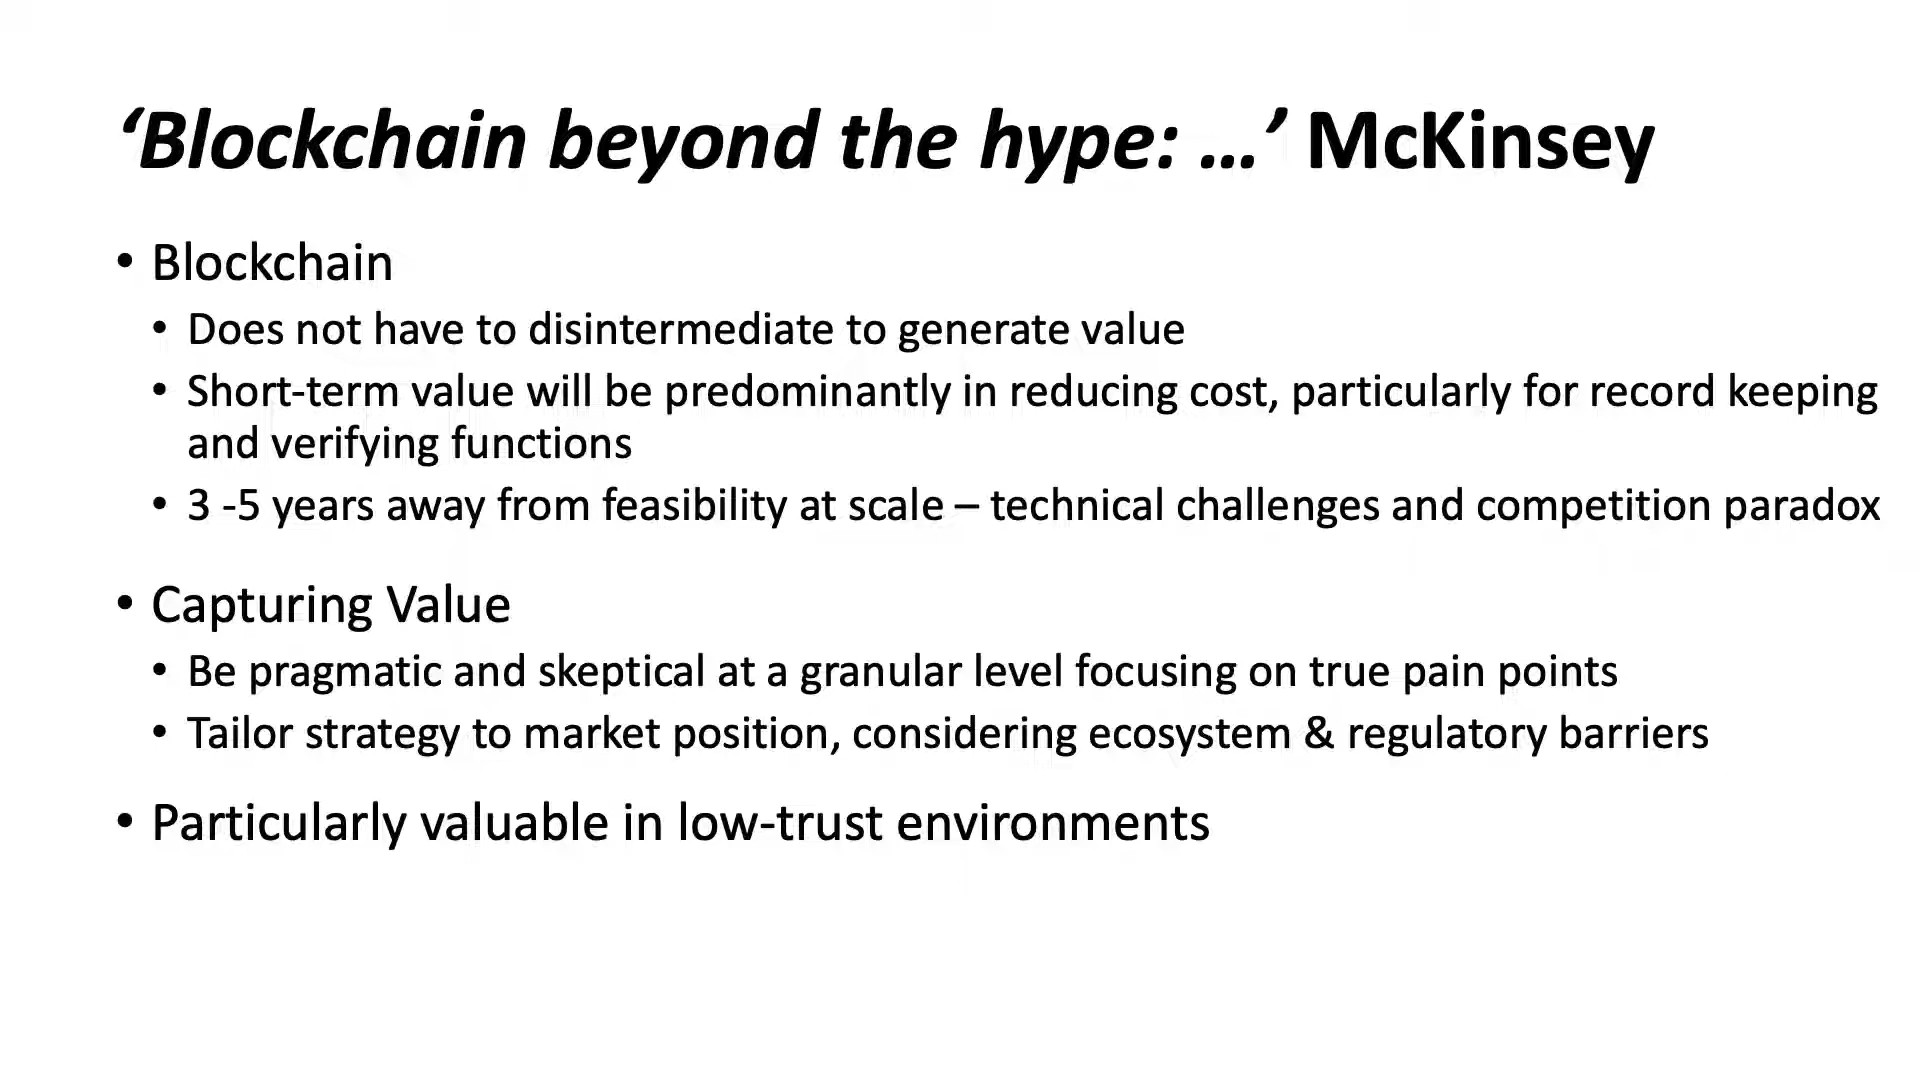 ‘Blockchain beyond the hype: ...’ McKinsey
• Blockchain
• Does not have to disintermediate to generate value
• Short-term value will be predominantly in reducing cost, particularly for record keeping
and verifying functions
• 3 -5 years away from feasibility at scale – technical challenges and competition paradox
• Capturing Value
• Be pragmatic and skeptical at a granular level focusing on true pain points
• Tailor strategy to market position, considering ecosystem & regulatory barriers
• Particularly valuable in low-trust environments